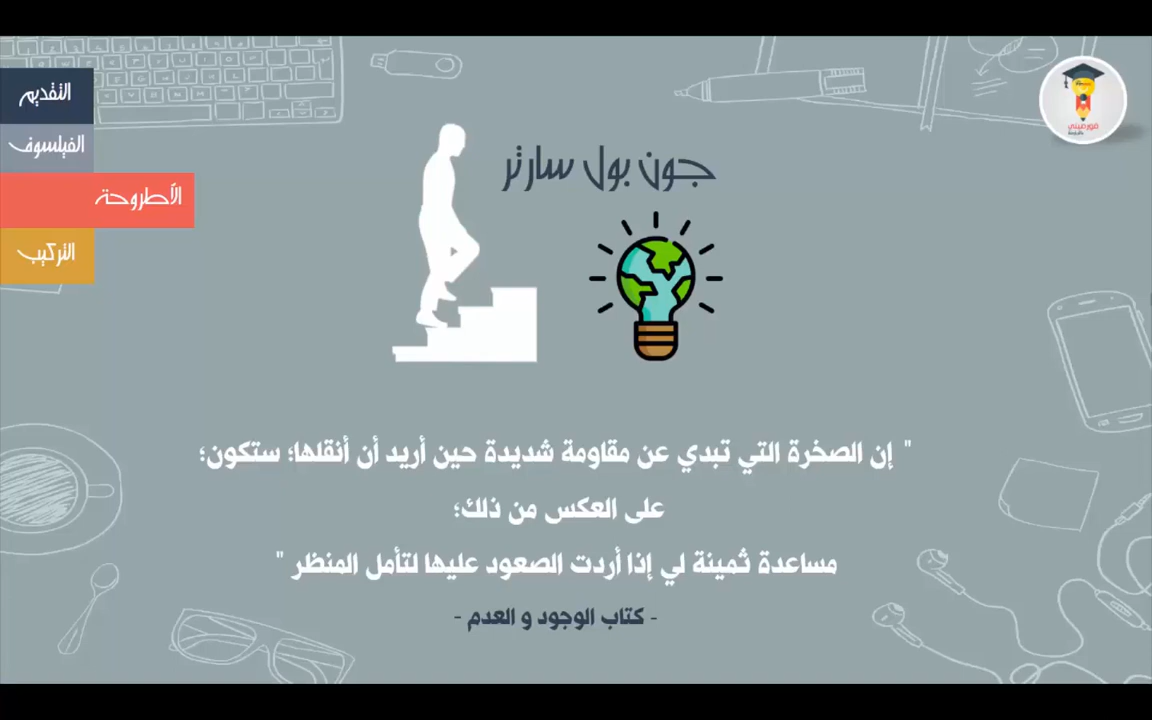 التقديم
الفيلسوف
الأطروحة
التركيب
جون بول سارتر
" إن الصخرة التي تبدي عن مقاومة شديدة حين أريد أن أنقلها؛ ستكون؛
على العكس من ذلك؛
مساعدة ثمينة لي إذا أردت الصعود عليها لتأمل المنظر "
- كتاب الوجود و العدم -